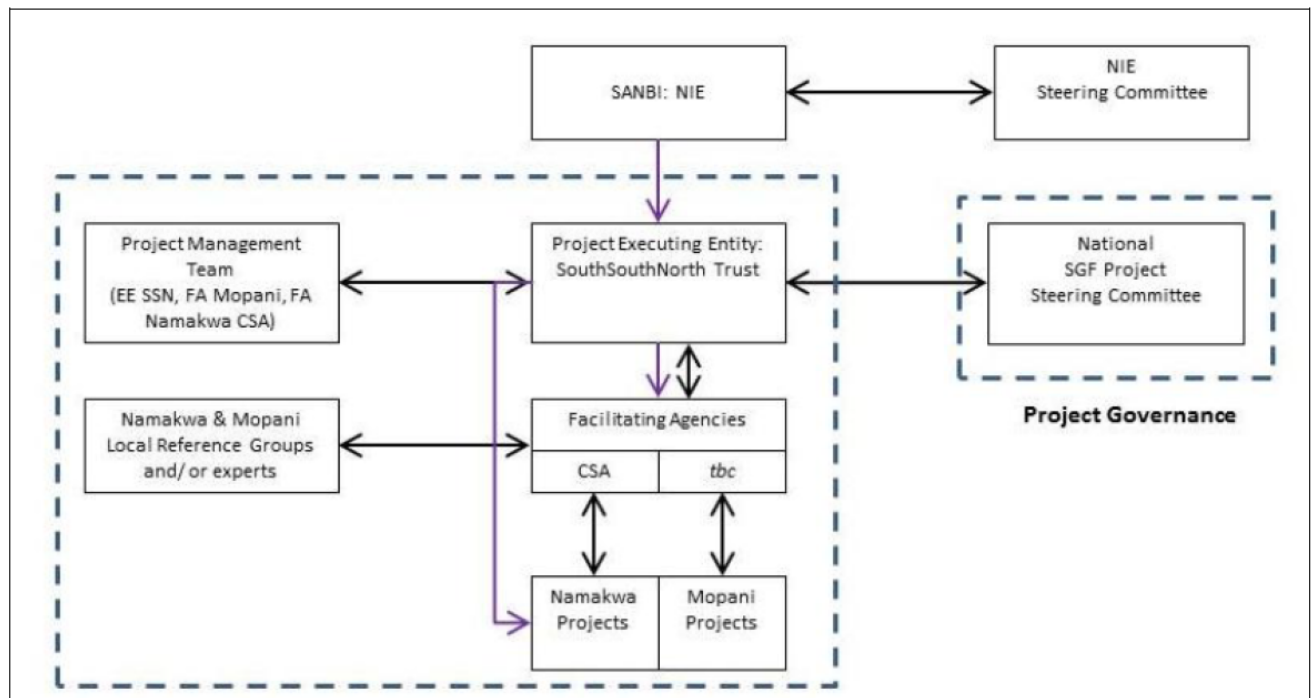 SANBI: NIE
NIE
Steering Committee
Project Management
Team
(EE SSN, FA Mopani, FA
Namakwa CSA)
Project Executing Entity:
SouthSouthNorth Trust
National
SGF Project
Steering Committee
Project Governance
Namakwa & Mopani
Local Reference Groups
and/ or experts
Facilitating Agencies
CSA
tbc
Namakwa
Projects
Mopani
Projects